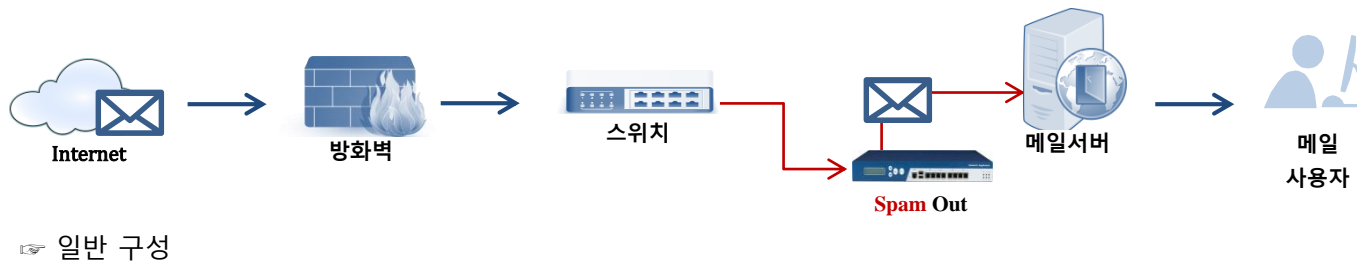 Internet
방화벽
스위치
Spam Out
메일서버
메일
사용자
☞ 일반 구성